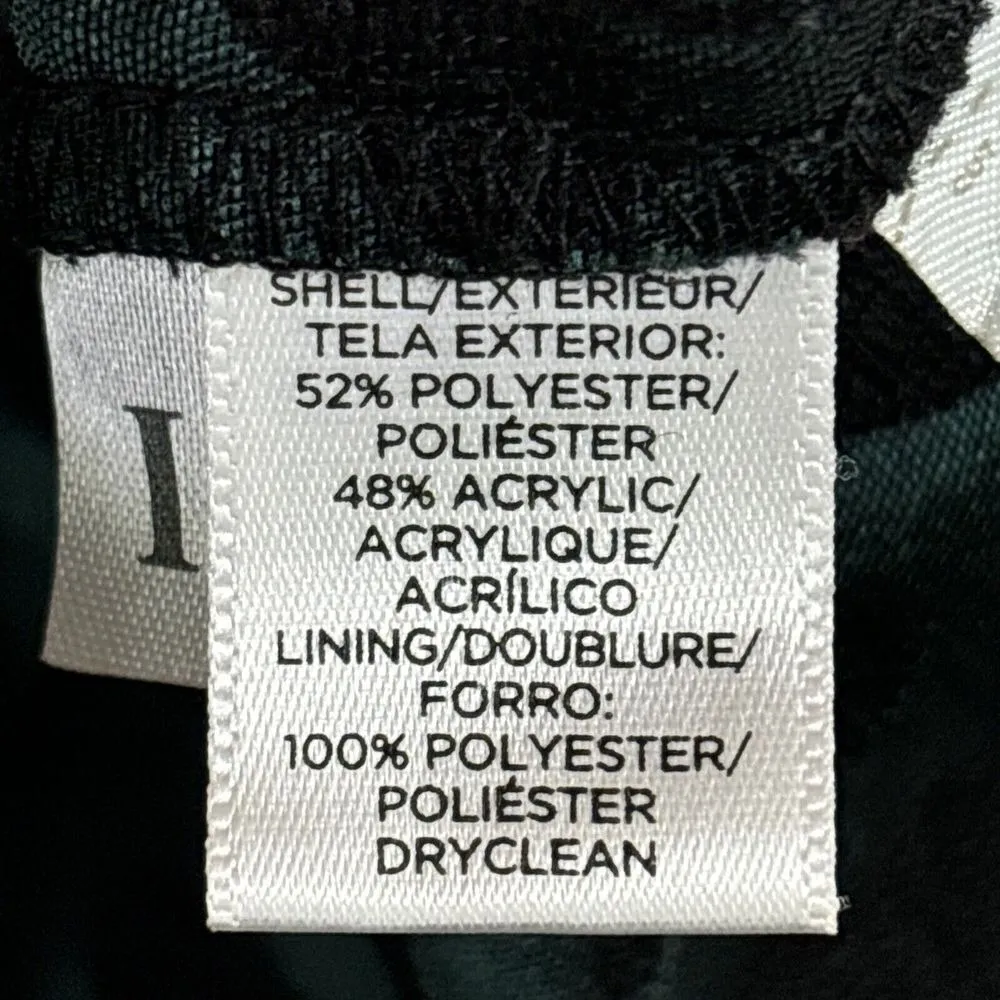 SHELL/EXTERIEUR/
TELA EXTERIOR:
52% POLYESTER/
POLIÉSTER
48% ACRYLIC/
ACRYLIQUE/
ACRÍLICO
LINING/DOUBLURE/
FORRO:
100% POLYESTER/
POLIÉSTER
DRYCLEAN